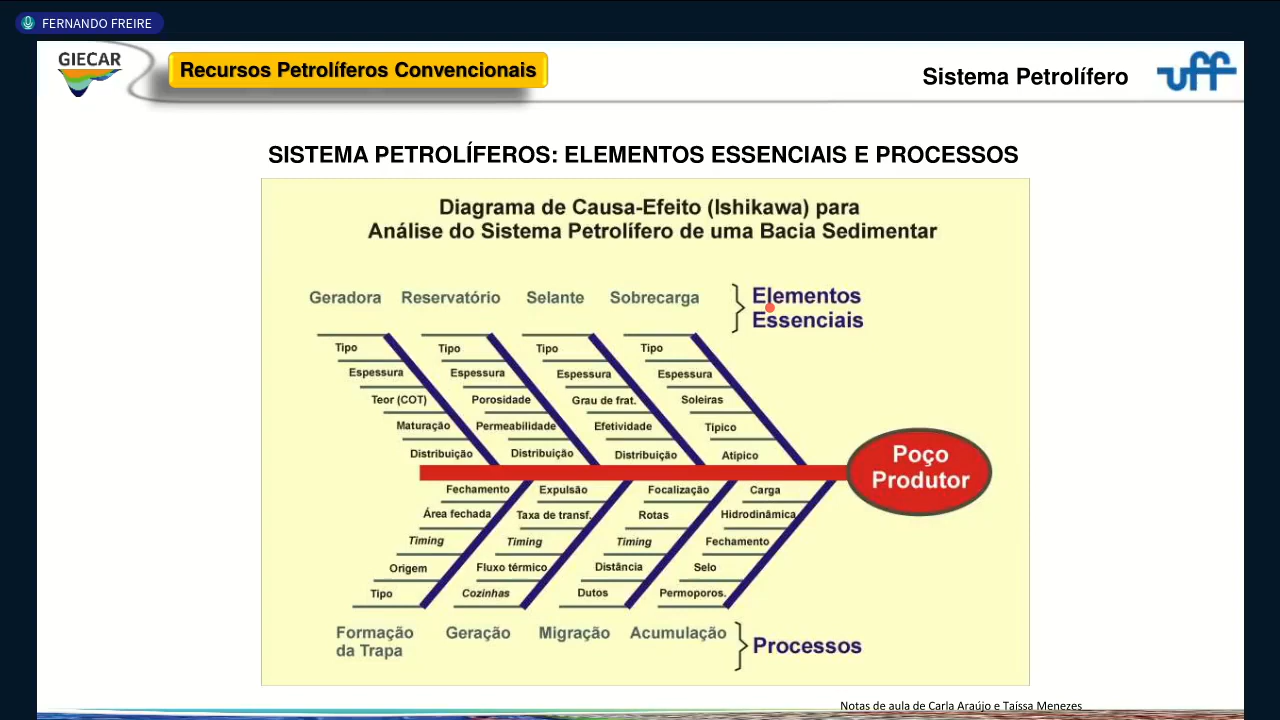 FERNANDO FREIRE
GIECAR
Recursos Petrolíferos Convencionais
Sistema Petrolífero
uff
SISTEMA PETROLÍFEROS: ELEMENTOS ESSENCIAIS E PROCESSOS
Diagrama de Causa-Efeito (Ishikawa) para
Análise do Sistema Petrolífero de uma Bacia Sedimentar
Geradora Reservatório Selante Sobrecarga
Elementos
Essenciais
Tipo Tipo Tipo Tipo
Espessura Espessura Espessura Espessura
Teor (COT) Porosidade Grau de frat. Soleiras
Maturação Permeabilidade Efetividade Tipico
Distribuição Distribuição Distribuição Atipico
Poço
Produtor
Fechamento Expulsão Focalização Carga
Área fechada Taxa de transf. Rotas Hidrodinâmica
Timing Timing Timing Fechamento
Origem Fluxo térmico Distância Selo
Tipo Cozinhas Dutos Permoporos.
Formação
da Trapa
Geração Migração Acumulação
Processos
Notas de aula de Carla Araújo e Taíssa Menezes